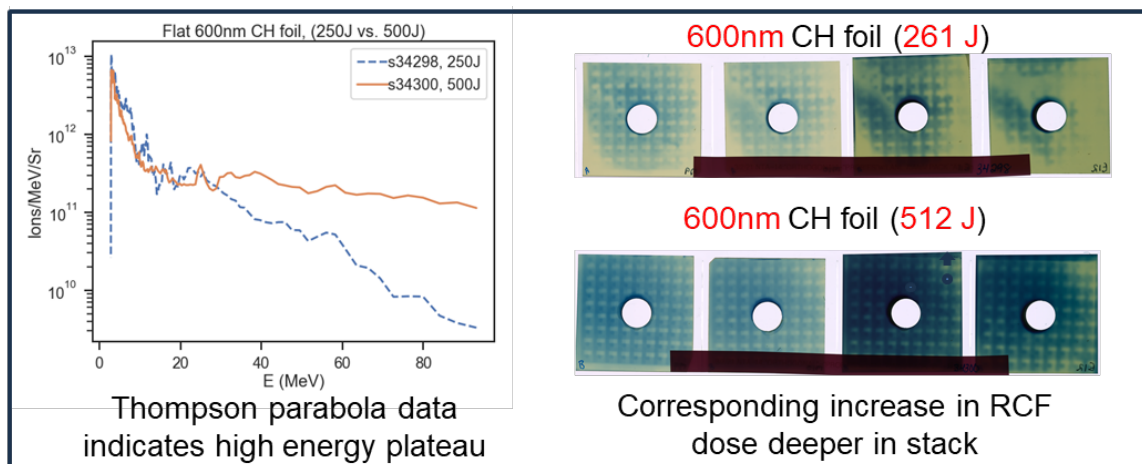 Flat 600nm CH foil, (250J vs. 500J)
s34298, 250J
s34300, 500J
Ions/MeV/Sr
10^13
10^12
10^11
10^10
0
20
40
60
80
E (MeV)
Thompson parabola data
indicates high energy plateau
600nm CH foil (261 J)
600nm CH foil (512 J)
Corresponding increase in RCF
dose deeper in stack